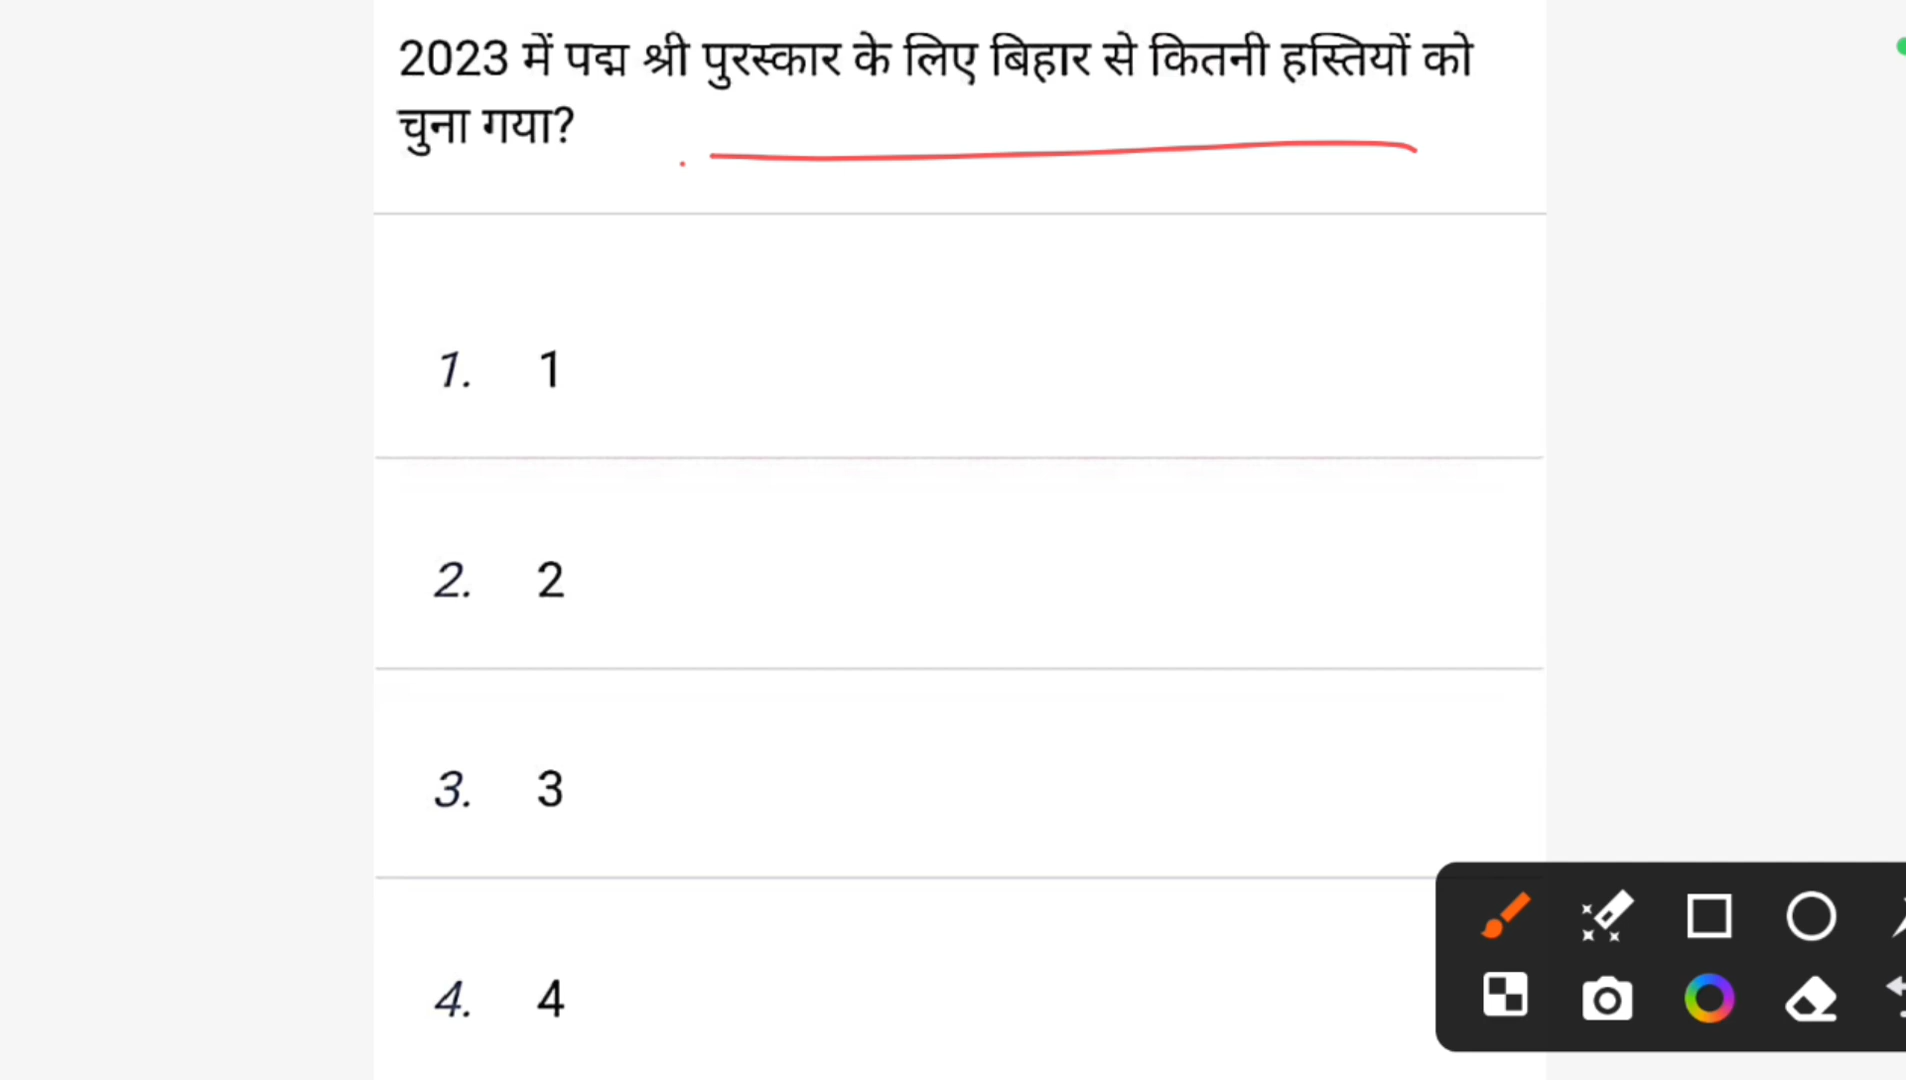 2023 में पद्म श्री पुरस्कार के लिए बिहार से कितनी हस्तियों को
चुना गया?
1. 1
2. 2
3. 3
4. 4